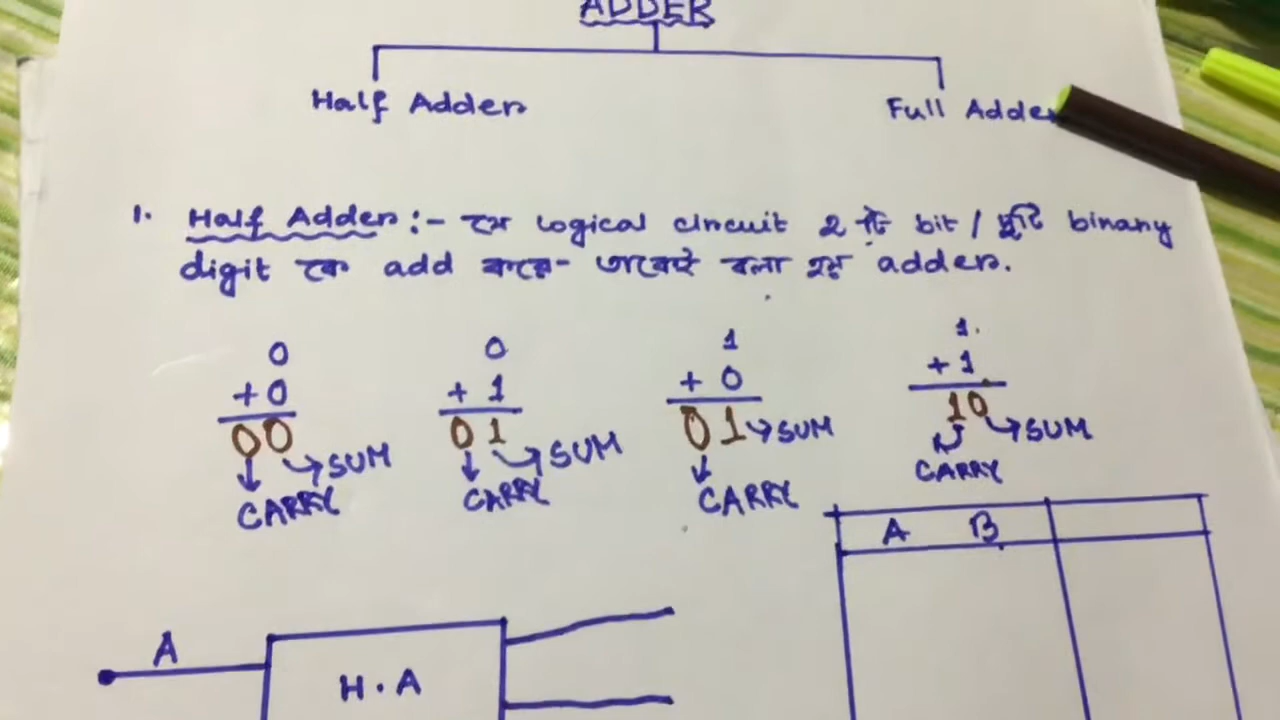 ADDER
Half Adder
Full Adder
1. Half Adder :- যে logical circuit 2 টি bit / দুটি binary
digit কে add করে- তাকেই বলা হয় adder.
0 0 1 1
+0 +1 +0 +1
00 01 01 10
SUM SUM SUM SUM
CARRY CARRY CARRY CARRY
A B
A
H.A